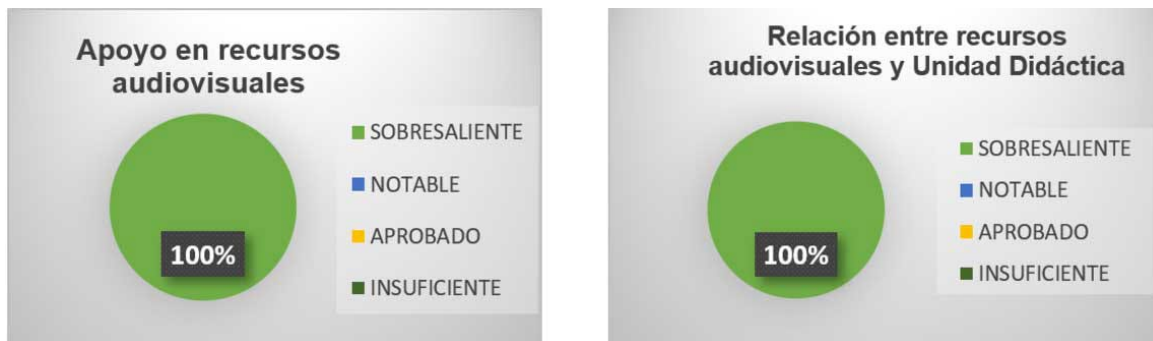 Apoyo en recursos
audiovisuales
SOBRESALIENTE
NOTABLE
APROBADO
INSUFICIENTE
100%
Relación entre recursos
audiovisuales y Unidad Didáctica
SOBRESALIENTE
NOTABLE
APROBADO
INSUFICIENTE
100%